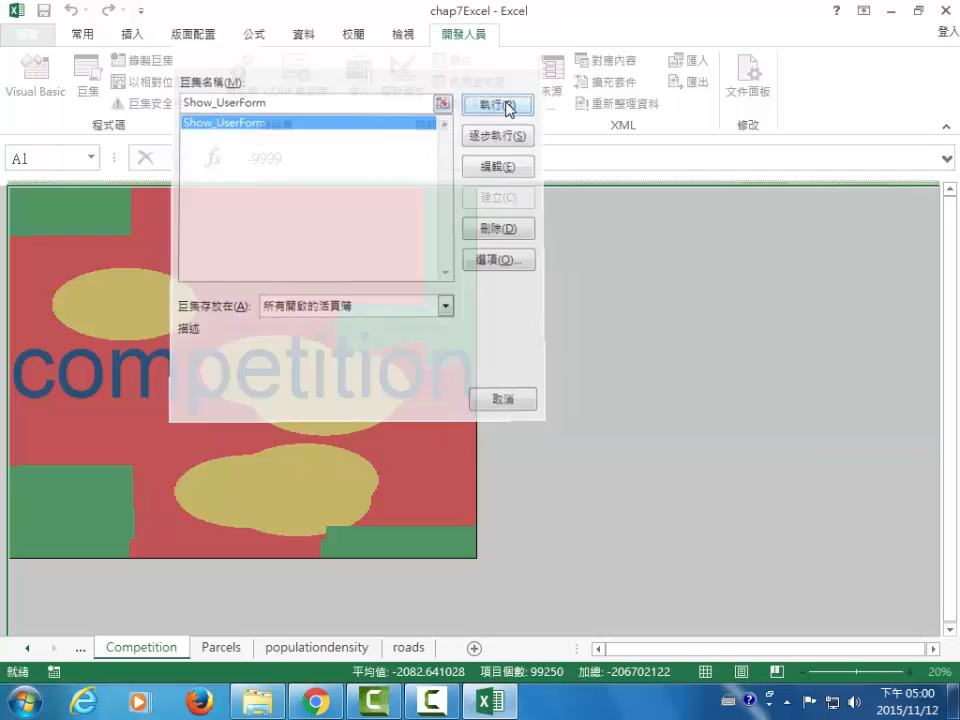 chap7Excel - Excel
?
常用 插入 版面配置 公式 資料 校閱 檢視 開發人員
登入
Visual Basic 巨集
錄製巨集
以相對位
巨集安全
程式碼
來源
對應內容
擴充套件
重新整理資料
匯入
匯出
XML
文件面板
修改
巨集名稱(M):
Show_UserForm
Show_UserForm
執行(R)
逐步執行(S)
編輯(E)
建立(C)
刪除(D)
選項(O)...
巨集存放在(A): 所有開啟的活頁簿
描述
取消
A1
fx -9999
competition
... Competition Parcels populationdensity roads
就緒 平均值: -2082.641028 項目個數: 99250 加總: -206702122 20%
下午 05:00
2015/11/12